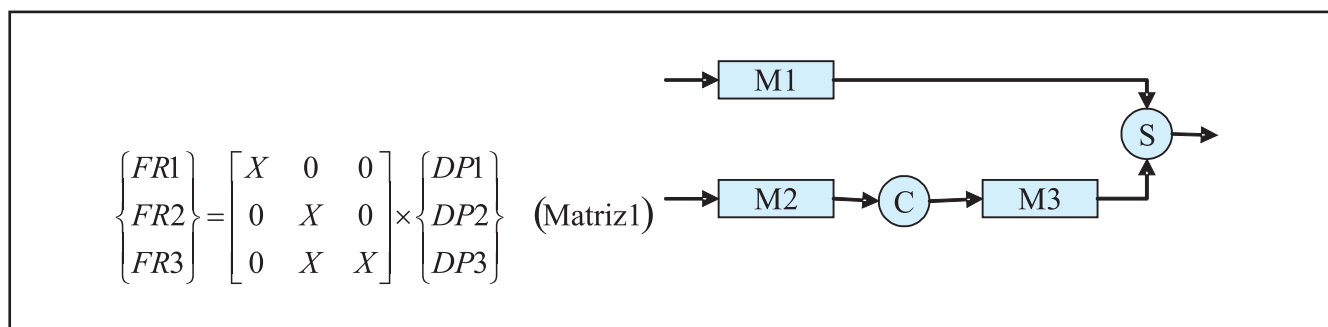 {FR1} [X 0 0] {DP1}
{FR2} = [0 X 0] × {DP2} (Matriz1)
{FR3} [0 X X] {DP3}
M1
S
M2 C M3